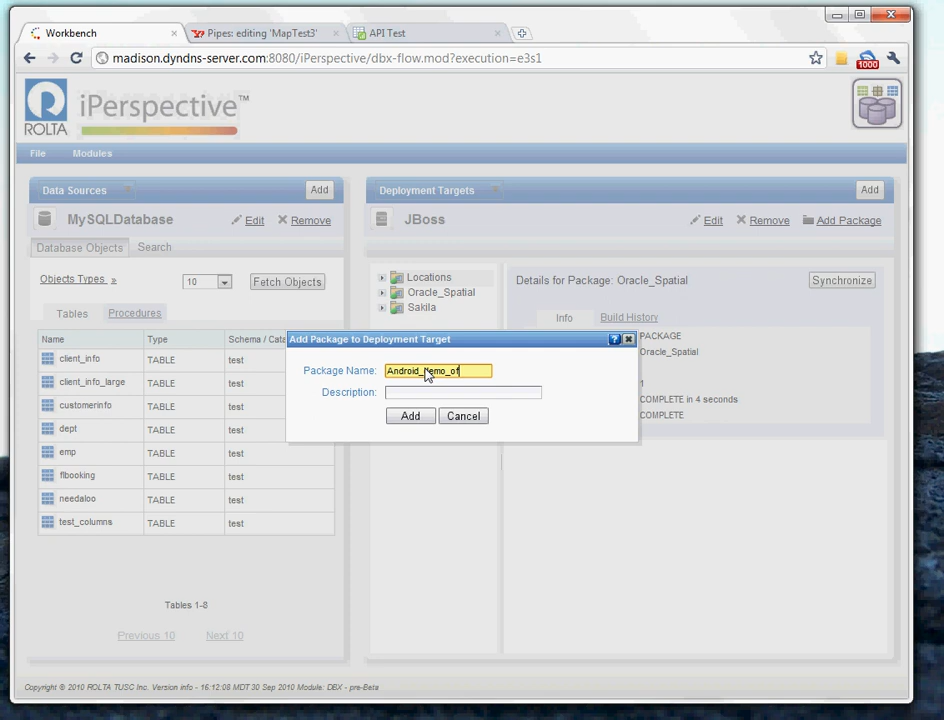 Workbench
Pipes: editing 'MapTest3'
API Test
madison.dyndns-server.com:8080/iPerspective/dbx-flow.mod?execution=e3s1
1000
ROLTA
iPerspective™
File Modules
Data Sources
Add
Deployment Targets
Add
MySQLDatabase
Edit
Remove
JBoss
Edit
Remove
Add Package
Database Objects
Search
Objects Types »
10
Fetch Objects
Locations
Oracle_Spatial
Sakila
Details for Package: Oracle_Spatial
Synchronize
Tables
Procedures
Info
Build History
Name Type Schema / Cata
client_info TABLE test
client_info_large TABLE test
customerinfo TABLE test
dept TABLE test
emp TABLE test
flbooking TABLE test
needaloo TABLE test
test_columns TABLE test
PACKAGE
Oracle_Spatial
1
COMPLETE in 4 seconds
COMPLETE
Add Package to Deployment Target
?
Package Name: Android_demo_of
Description:
Add
Cancel
Tables 1-8
Previous 10
Next 10
Copyright © 2010 ROLTA TUSC Inc. Version info - 16:12:08 MDT 30 Sep 2010 Module: DBX - pre-Beta